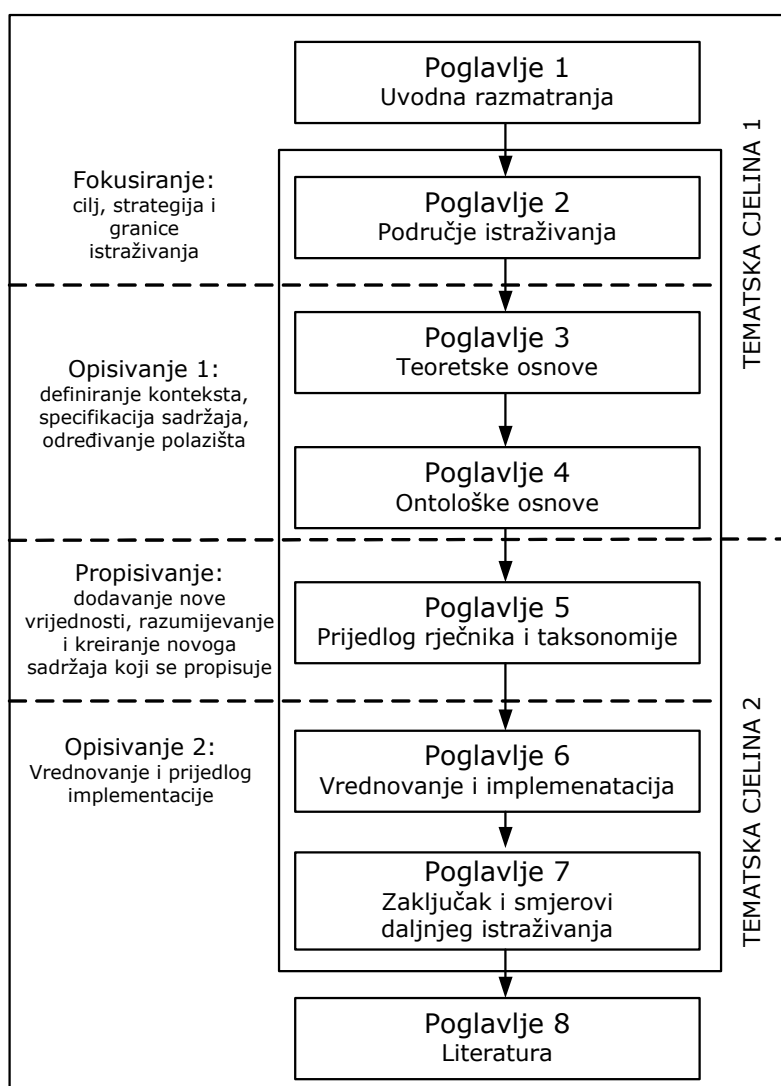 Poglavlje 1
Uvodna razmatranja
TEMATSKA CJELINA 1
Fokusiranje:
cilj, strategija i
granice
istraživanja
Poglavlje 2
Područje istraživanja
Opisivanje 1:
definiranje konteksta,
specifikacija sadržaja,
određivanje polazišta
Poglavlje 3
Teoretske osnove
Poglavlje 4
Ontološke osnove
Propisivanje:
dodavanje nove
vrijednosti, razumijevanje
i kreiranje novoga
sadržaja koji se propisuje
Poglavlje 5
Prijedlog rječnika i taksonomije
TEMATSKA CJELINA 2
Opisivanje 2:
Vrednovanje i prijedlog
implementacije
Poglavlje 6
Vrednovanje i implemenatacija
Poglavlje 7
Zaključak i smjerovi
daljnjeg istraživanja
Poglavlje 8
Literatura